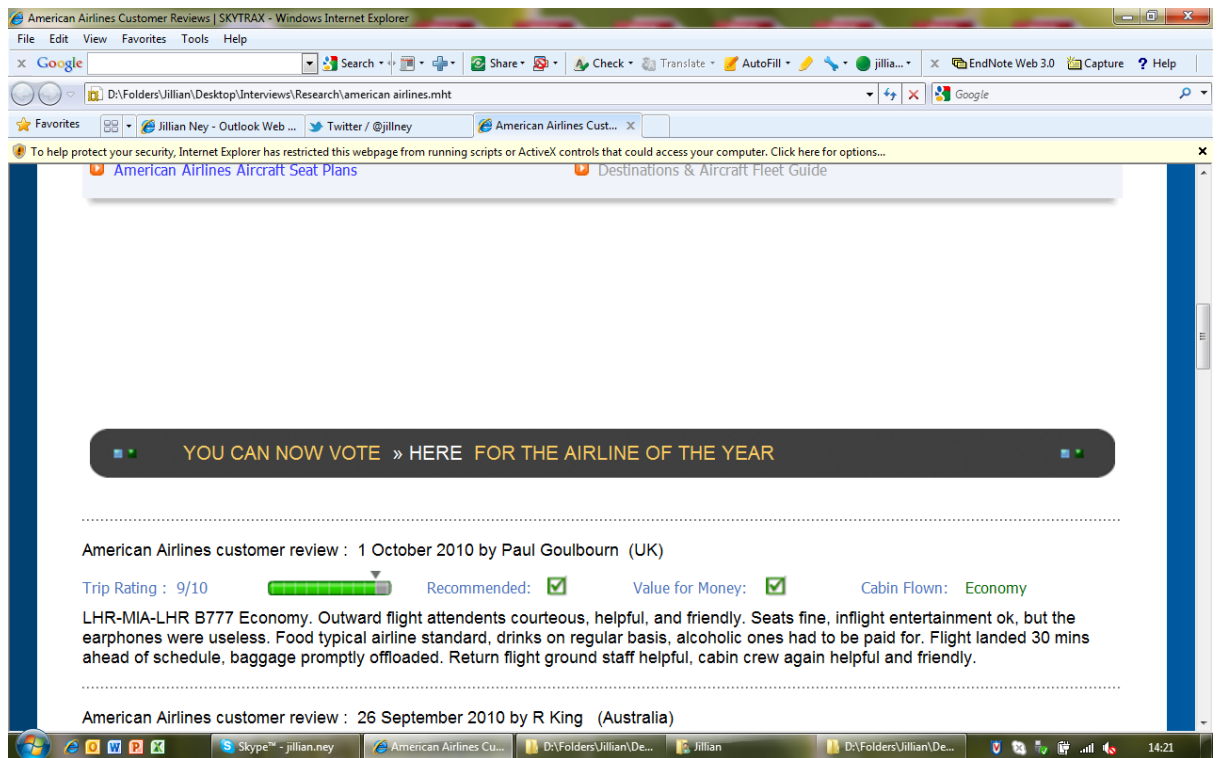 American Airlines Customer Reviews | SKYTRAX - Windows Internet Explorer
File Edit View Favorites Tools Help
x Google Search Share Check Translate AutoFill jillia... x EndNote Web 3.0 Capture ? Help
D:\Folders\Jillian\Desktop\Interviews\Research\american airlines.mht Google
Favorites Jillian Ney - Outlook Web ... Twitter / @jillney American Airlines Cust... x
To help protect your security, Internet Explorer has restricted this webpage from running scripts or ActiveX controls that could access your computer. Click here for options... x
American Airlines Aircraft Seat Plans Destinations & Aircraft Fleet Guide
YOU CAN NOW VOTE » HERE FOR THE AIRLINE OF THE YEAR
American Airlines customer review : 1 October 2010 by Paul Goulbourn (UK)
Trip Rating : 9/10 Recommended: Value for Money: Cabin Flown: Economy
LHR-MIA-LHR B777 Economy. Outward flight attendents courteous, helpful, and friendly. Seats fine, inflight entertainment ok, but the
earphones were useless. Food typical airline standard, drinks on regular basis, alcoholic ones had to be paid for. Flight landed 30 mins
ahead of schedule, baggage promptly offloaded. Return flight ground staff helpful, cabin crew again helpful and friendly.
American Airlines customer review : 26 September 2010 by R King (Australia)
Skype™ - jillian.ney American Airlines Cu... D:\Folders\Jillian\De... Jillian D:\Folders\Jillian\De... 14:21